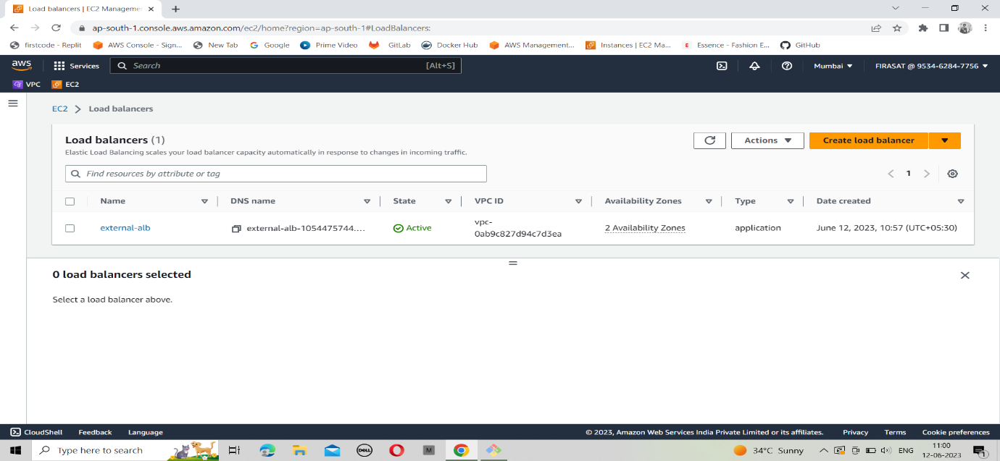 Load balancers | EC2 Manageme
ap-south-1.console.aws.amazon.com/ec2/home?region=ap-south-1#LoadBalancers:
firstcode - Replit AWS Console - Sign... New Tab Google Prime Video GitLab Docker Hub AWS Management... Instances | EC2 Ma... Essence - Fashion E... GitHub
aws Services Search [Alt+S] Mumbai FIRASAT @ 9534-6284-7756
VPC EC2
EC2 Load balancers
Load balancers (1) Actions Create load balancer
Elastic Load Balancing scales your load balancer capacity automatically in response to changes in incoming traffic.
Find resources by attribute or tag 1
Name DNS name State VPC ID Availability Zones Type Date created
external-alb external-alb-1054475744.... Active vpc-0ab9c827d94c7d3ea 2 Availability Zones application June 12, 2023, 10:57 (UTC+05:30)
0 load balancers selected
Select a load balancer above.
CloudShell Feedback Language © 2023, Amazon Web Services India Private Limited or its affiliates. Privacy Terms Cookie preferences
Type here to search DELL M 34°C Sunny ENG 11:00
12-06-2023 1